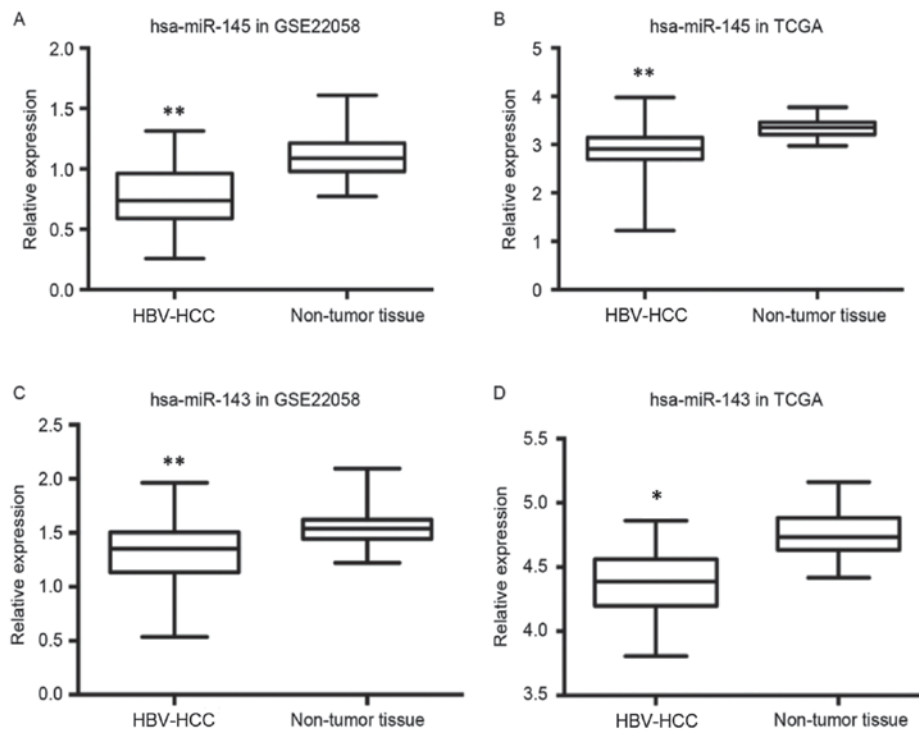 A
hsa-miR-145 in GSE22058
Relative expression
2.0
1.5
1.0
0.5
0.0
**
HBV-HCC
Non-tumor tissue
B
hsa-miR-145 in TCGA
Relative expression
5
4
3
2
1
0
**
HBV-HCC
Non-tumor tissue
C
hsa-miR-143 in GSE22058
Relative expression
2.5
2.0
1.5
1.0
0.5
0.0
**
HBV-HCC
Non-tumor tissue
D
hsa-miR-143 in TCGA
Relative expression
5.5
5.0
4.5
4.0
3.5
*
HBV-HCC
Non-tumor tissue